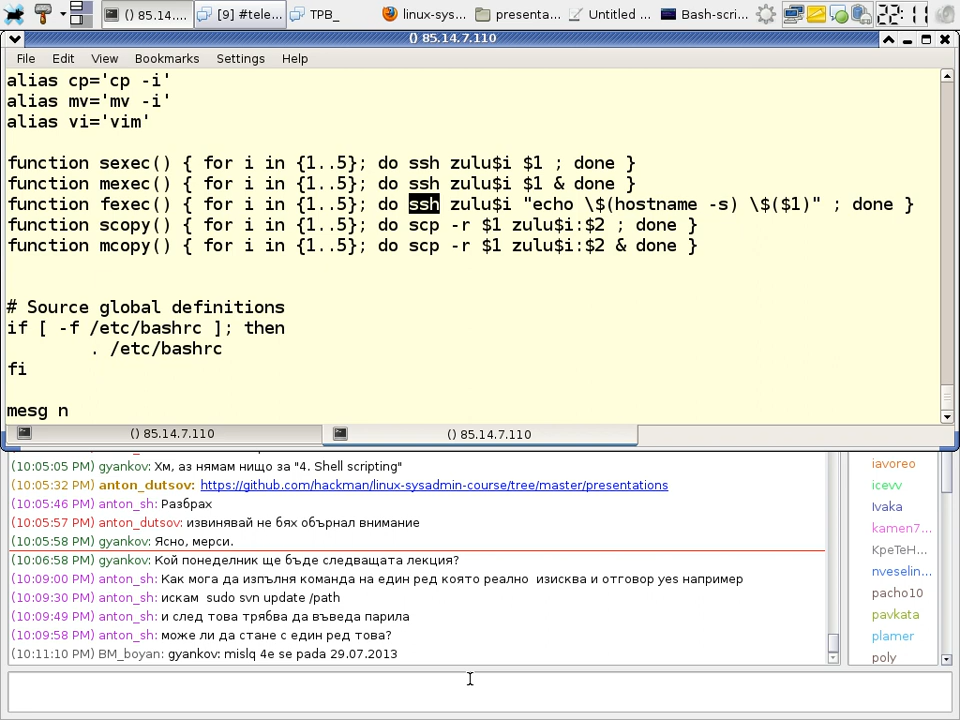 () 85.14....
[9] #tele...
TPB_
linux-sys...
presenta...
Untitled ...
Bash-scri...
22:11
() 85.14.7.110
File Edit View Bookmarks Settings Help
alias cp='cp -i'
alias mv='mv -i'
alias vi='vim'
function sexec() { for i in {1..5}; do ssh zulu$i $1 ; done }
function mexec() { for i in {1..5}; do ssh zulu$i $1 & done }
function fexec() { for i in {1..5}; do ssh zulu$i "echo \$(hostname -s) \$($1)" ; done }
function scopy() { for i in {1..5}; do scp -r $1 zulu$i:$2 ; done }
function mcopy() { for i in {1..5}; do scp -r $1 zulu$i:$2 & done }
# Source global definitions
if [ -f /etc/bashrc ]; then
. /etc/bashrc
fi
mesg n
() 85.14.7.110
() 85.14.7.110
(10:05:05 PM) gyankov: Хм, аз нямам нищо за "4. Shell scripting"
(10:05:32 PM) anton_dutsov: https://github.com/hackman/linux-sysadmin-course/tree/master/presentations
(10:05:46 PM) anton_sh: Разбрах
(10:05:57 PM) anton_dutsov: извинявай не бях обърнал внимание
(10:05:58 PM) gyankov: Ясно, мерси.
(10:06:58 PM) gyankov: Кой понеделник ще бъде следващата лекция?
(10:09:00 PM) anton_sh: Как мога да изпълня команда на един ред която реално изисква и отговор yes например
(10:09:30 PM) anton_sh: искам sudo svn update /path
(10:09:49 PM) anton_sh: и след това трябва да въведа парила
(10:09:58 PM) anton_sh: може ли да стане с един ред това?
(10:11:10 PM) BM_boyan: gyankov: mislq 4e se pada 29.07.2013
iavoreo
icevv
Ivaka
kamen7...
КреТеН...
nveselin...
pacho10
pavkata
plamer
poly